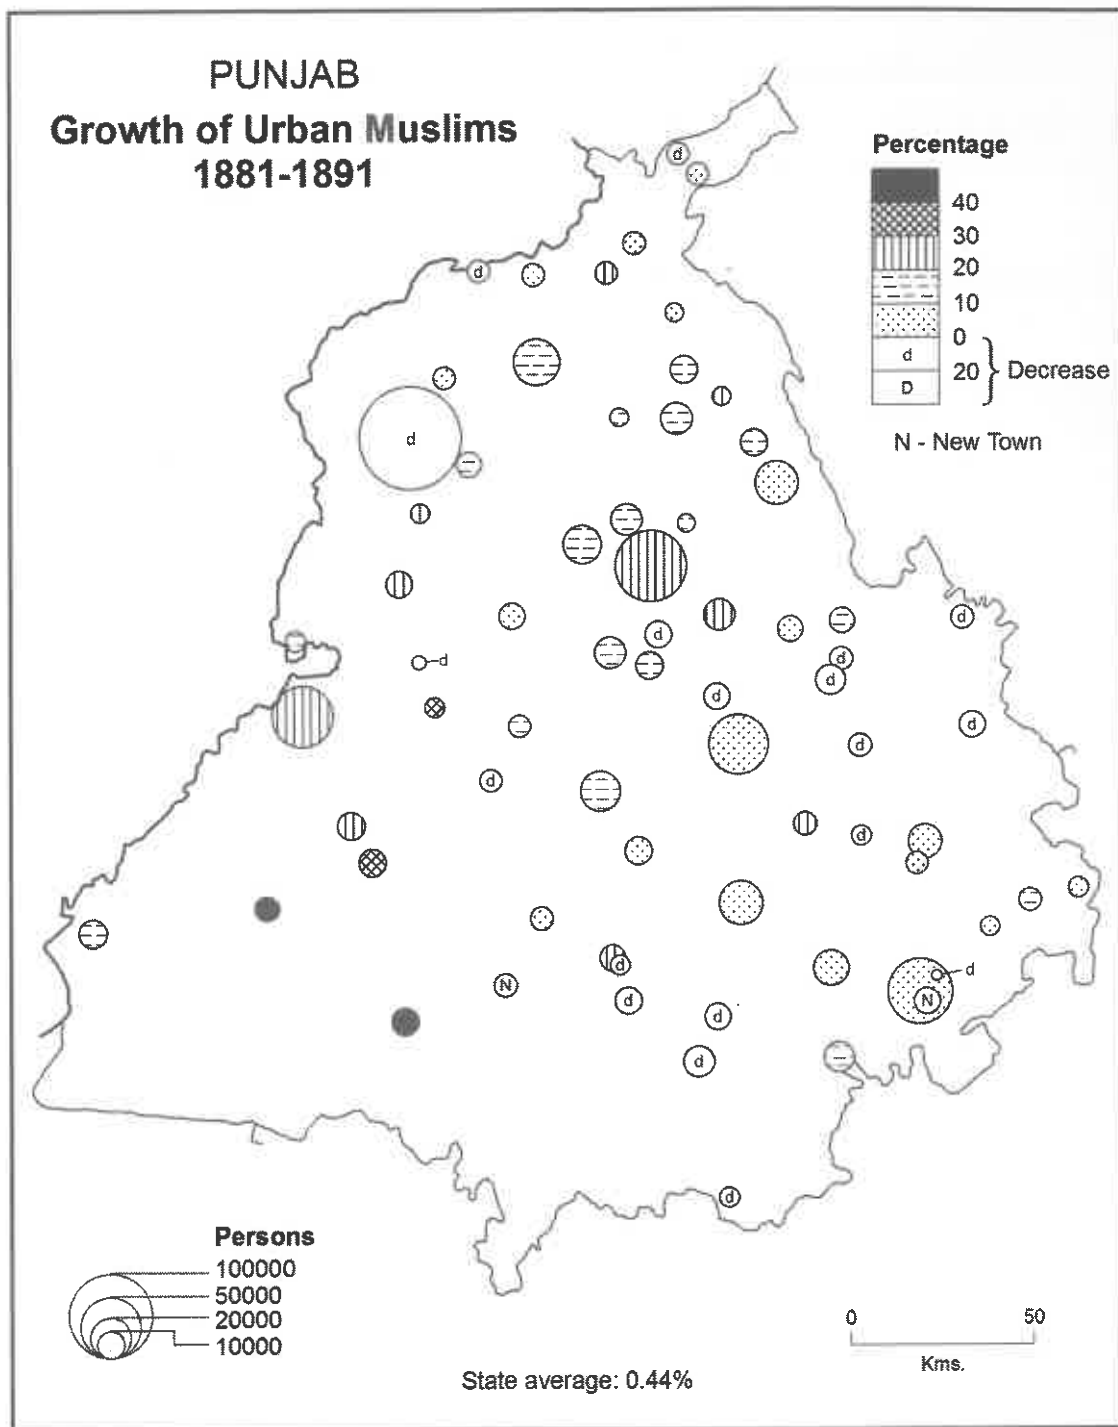 PUNJAB
Growth of Urban Muslims
1881-1891
Percentage
40
30
20
10
0
d
20
D
Decrease
N - New Town
d
d
d
d
d
d
d
d
d
d
d
d
d
d
N
d
d
N
d
d
d
d
Persons
100000
50000
20000
10000
0 50
Kms.
State average: 0.44%